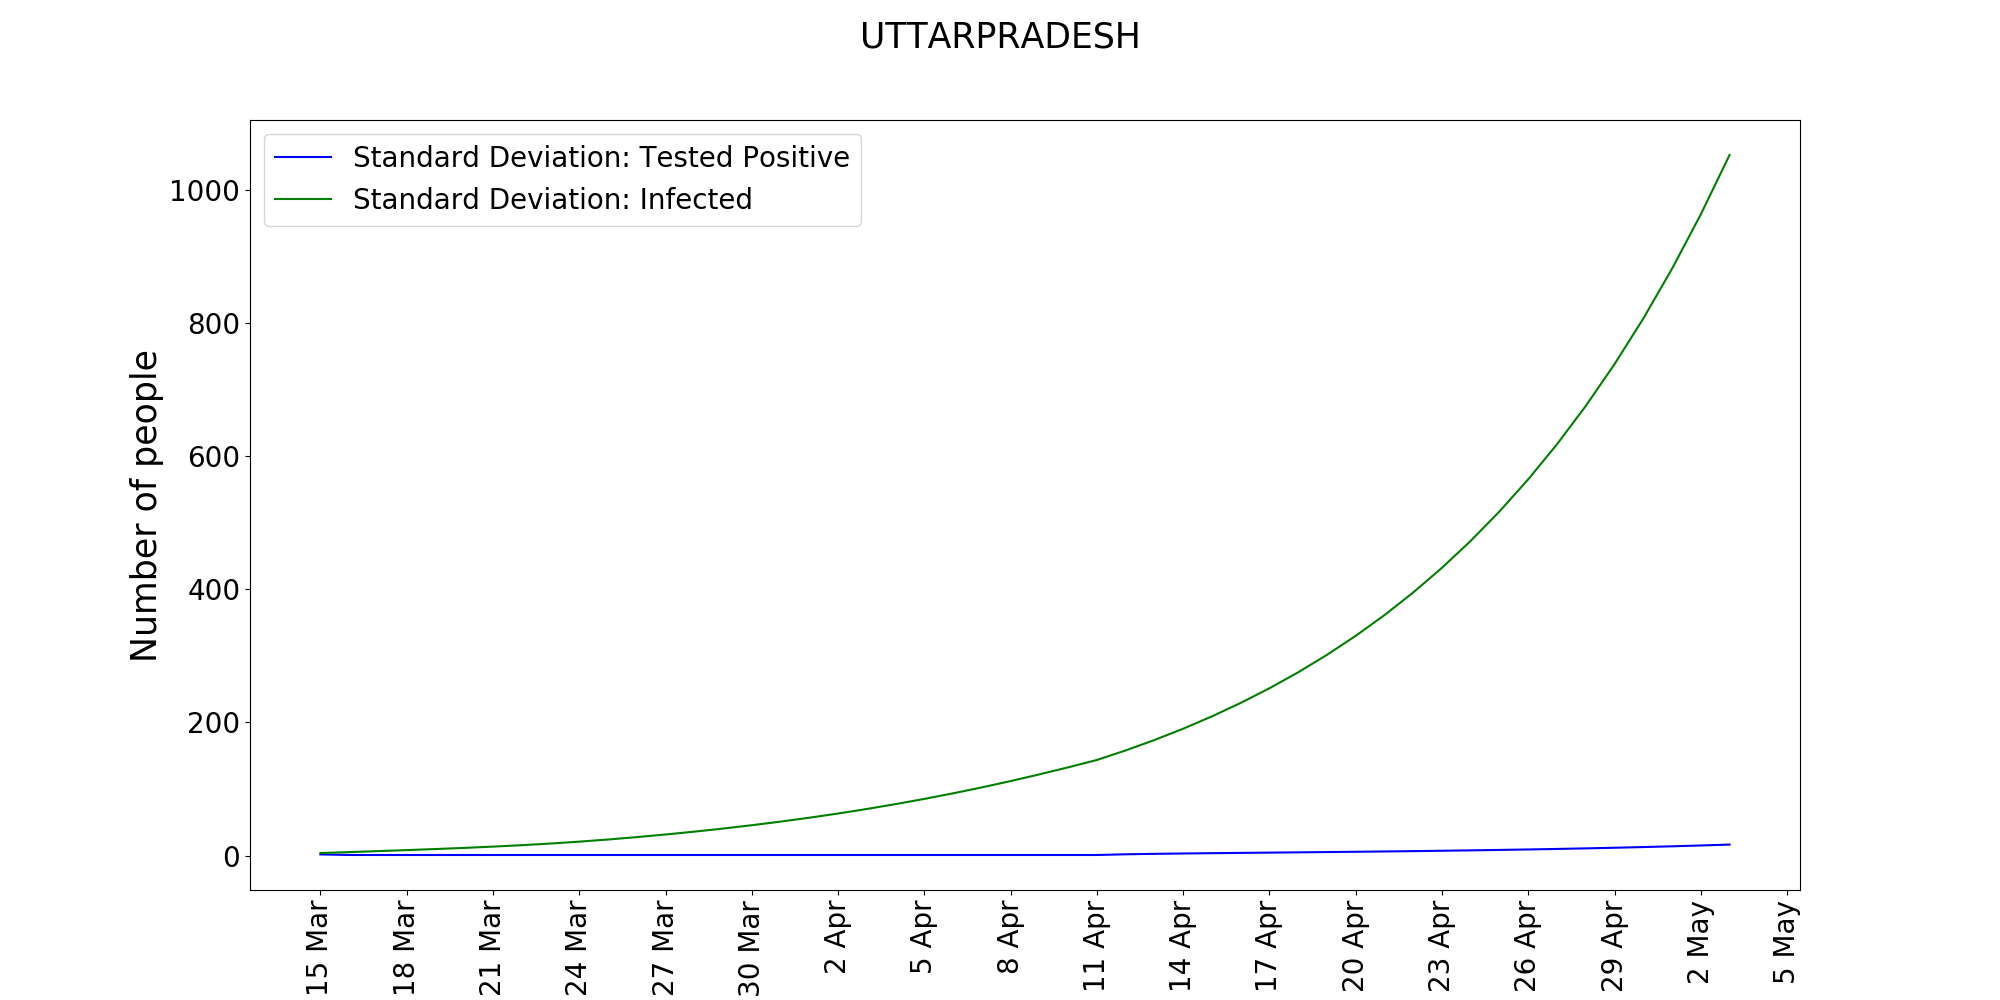 UTTARPRADESH
Standard Deviation: Tested Positive
Standard Deviation: Infected
Number of people
1000
800
600
400
200
0
15 Mar
18 Mar
21 Mar
24 Mar
27 Mar
30 Mar
2 Apr
5 Apr
8 Apr
11 Apr
14 Apr
17 Apr
20 Apr
23 Apr
26 Apr
29 Apr
2 May
5 May